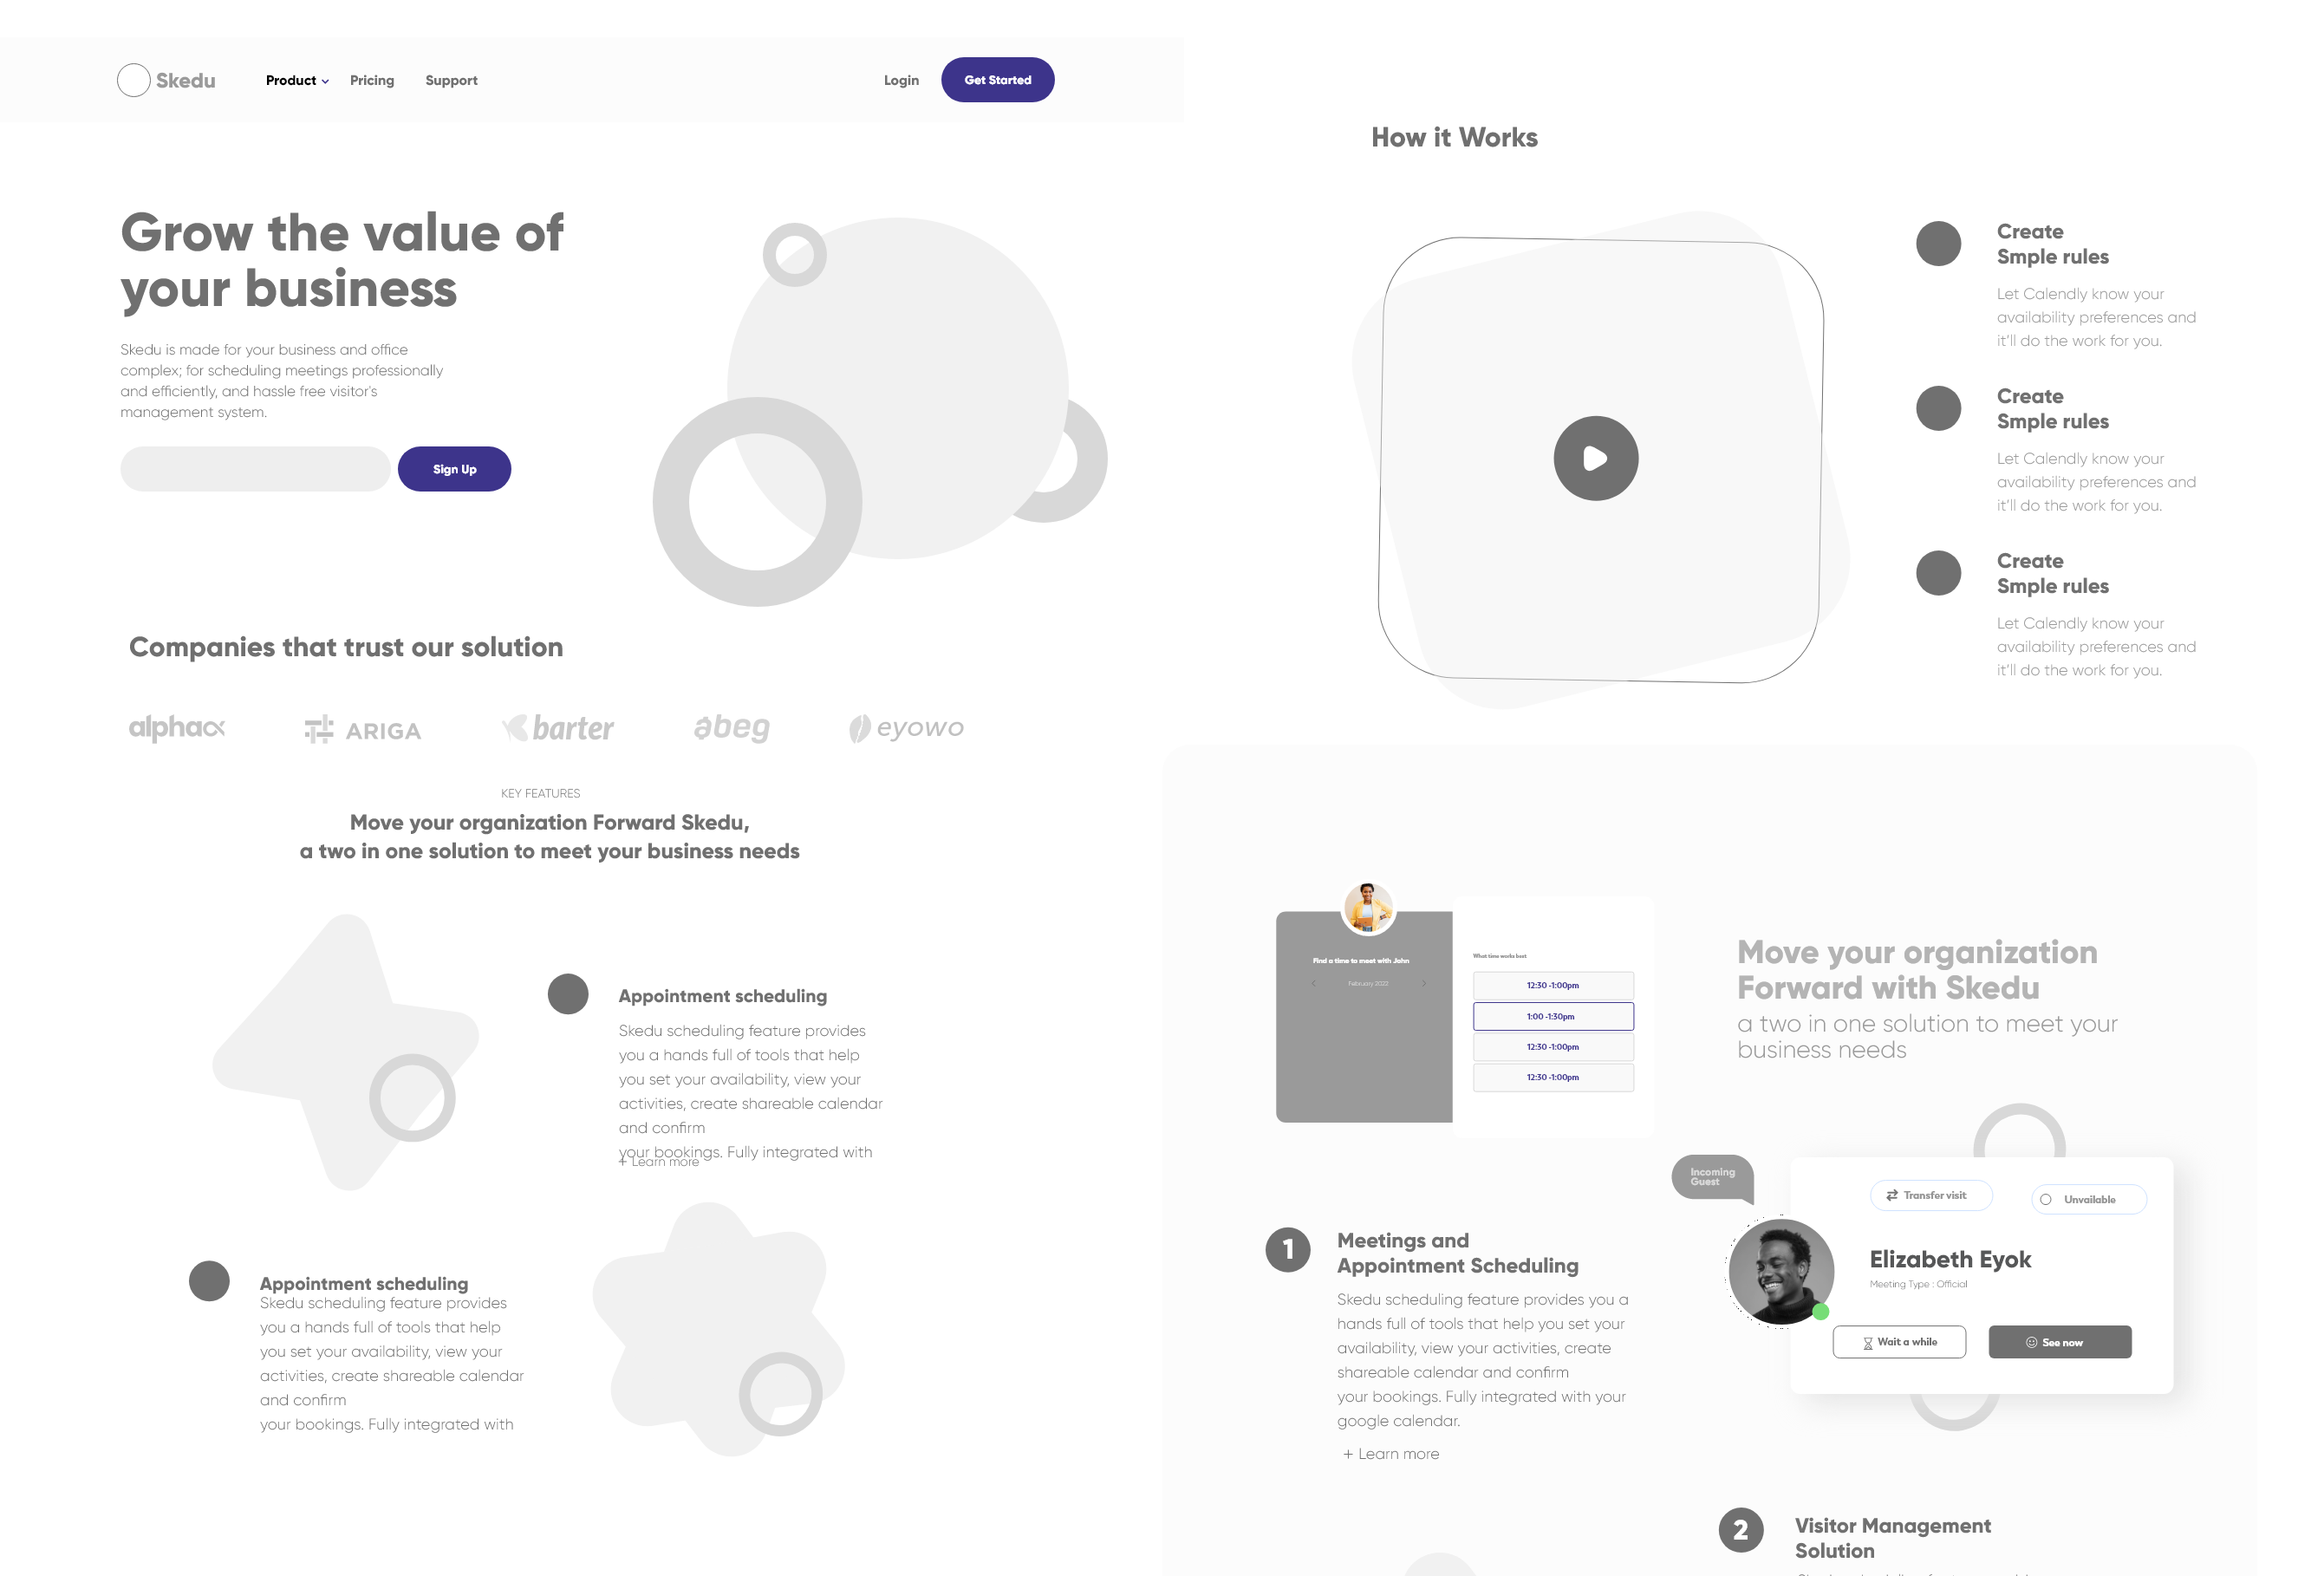 Skedu
Product
Pricing
Support
Login
Get Started
Grow the value of
your business
Skedu is made for your business and office
complex; for scheduling meetings professionally
and efficiently, and hassle free visitor's
management system.
Sign Up
Companies that trust our solution
alpha
ARIGA
barter
abeg
eyowo
KEY FEATURES
Move your organization Forward Skedu,
a two in one solution to meet your business needs
Appointment scheduling
Skedu scheduling feature provides
you a hands full of tools that help
you set your availability, view your
activities, create shareable calendar
and confirm
your bookings. Fully integrated with
+ Learn more
Appointment scheduling
Skedu scheduling feature provides
you a hands full of tools that help
you set your availability, view your
activities, create shareable calendar
and confirm
your bookings. Fully integrated with
How it Works
Create
Smple rules
Let Calendly know your
availability preferences and
it'll do the work for you.
Create
Smple rules
Let Calendly know your
availability preferences and
it'll do the work for you.
Create
Smple rules
Let Calendly know your
availability preferences and
it'll do the work for you.
Find a time to meet with John
February 2022
What time works best
12:30 -1:00pm
1:00 -1:30pm
12:30 -1:00pm
12:30 -1:00pm
Move your organization
Forward with Skedu
a two in one solution to meet your
business needs
Incoming
Guest
Transfer visit
Unvailable
Elizabeth Eyok
Meeting Type : Official
Wait a while
See now
1
Meetings and
Appointment Scheduling
Skedu scheduling feature provides you a
hands full of tools that help you set your
availability, view your activities, create
shareable calendar and confirm
your bookings. Fully integrated with your
google calendar.
+ Learn more
2
Visitor Management
Solution